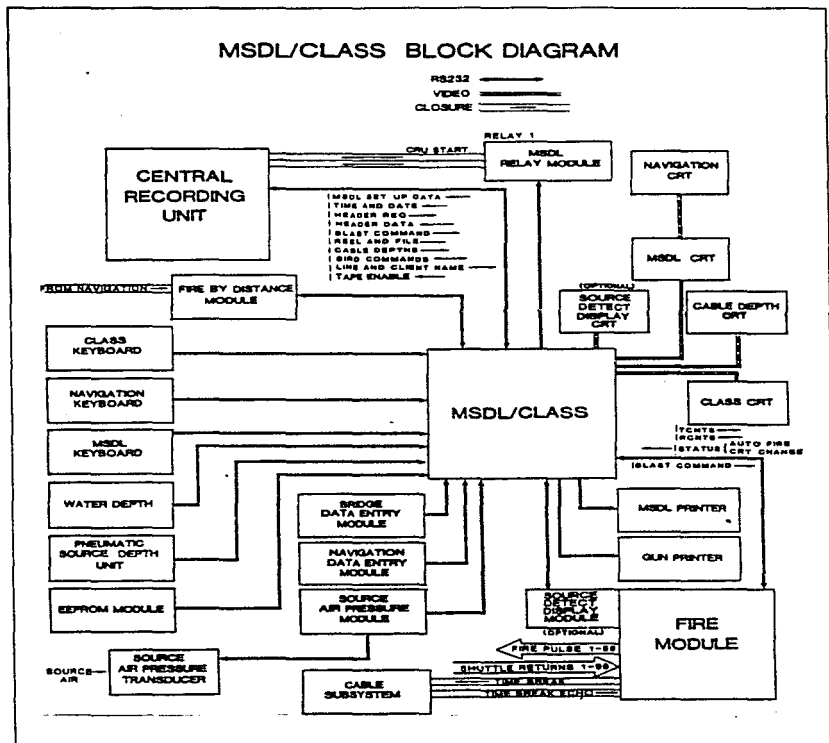 MSDL/CLASS BLOCK DIAGRAM
RS232
VIDEO
CLOSURE
RELAY 1
CRU START
MSDL
RELAY MODULE
NAVIGATION
CRT
CENTRAL
RECORDING
UNIT
MSDL SET UP DATA
TIME AND DATE
HEADER REQ
HEADER DATA
BLAST COMMAND
REEL AND FILE
CABLE DEPTHS
BIRD COMMANDS
LINE AND CLIENT NAME
TAPE ENABLE
MSDL CRT
FROM NAVIGATION
FIRE BY DISTANCE
MODULE
(OPTIONAL)
SOURCE
DETECT
DISPLAY
CRT
CABLE DEPTH
CRT
CLASS
KEYBOARD
NAVIGATION
KEYBOARD
MSDL
KEYBOARD
MSDL/CLASS
CLASS CRT
TCNTS
RCNTS
STATUS
AUTO FIRE
CRT CHANGE
BLAST COMMAND
WATER DEPTH
PNEUMATIC
SOURCE DEPTH
UNIT
EEPROM MODULE
BRIDGE
DATA ENTRY
MODULE
NAVIGATION
DATA ENTRY
MODULE
SOURCE
AIR PRESSURE
MODULE
MSDL PRINTER
GUN PRINTER
SOURCE
DETECT
DISPLAY
MODULE
(OPTIONAL)
FIRE
MODULE
FIRE PULSE
SHUTTLE RETURNS
SOURCE
AIR
SOURCE
AIR PRESSURE
TRANSDUCER
CABLE
SUBSYSTEM
TIME BREAK
TIME BREAK ECHO